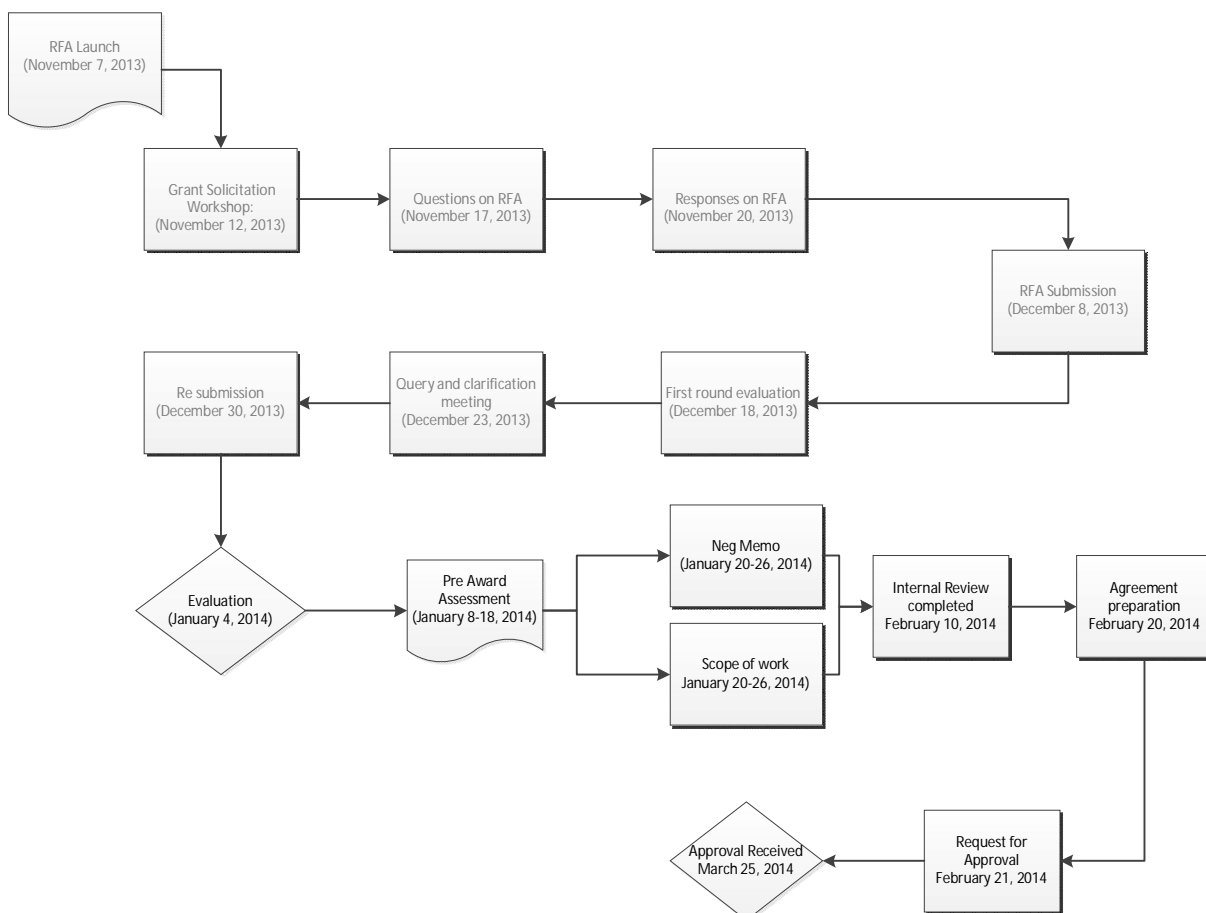 RFA Launch
(November 7, 2013)
Grant Solicitation
Workshop:
(November 12, 2013)
Questions on RFA
(November 17, 2013)
Responses on RFA
(November 20, 2013)
RFA Submission
(December 8, 2013)
First round evaluation
(December 18, 2013)
Query and clarification
meeting
(December 23, 2013)
Re submission
(December 30, 2013)
Evaluation
(January 4, 2014)
Pre Award
Assessment
(January 8-18, 2014)
Neg Memo
(January 20-26, 2014)
Scope of work
January 20-26, 2014)
Internal Review
completed
February 10, 2014
Agreement
preparation
February 20, 2014
Request for
Approval
February 21, 2014
Approval Received
March 25, 2014